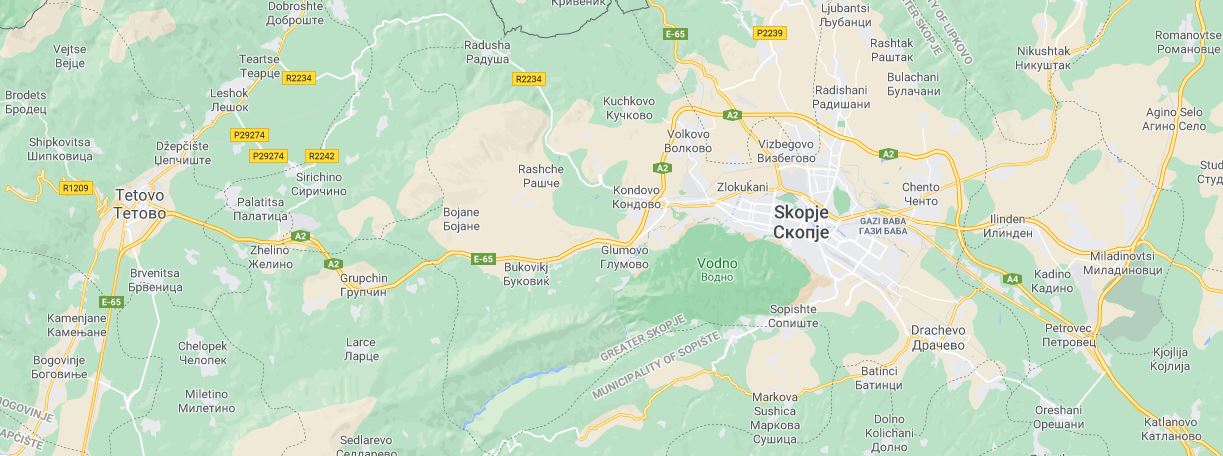 Dobroshte
Доброште
Кривеник
Ljubantsi
Љубанци
MUNICIPALITY OF LIPKOVO
GREATER SKOPJE
Romanovtse
Романовце
Vejtse
Вејце
Radusha
Радуша
E-65
P2239
Rashtak
Раштак
Nikushtak
Никуштак
Teartse
Теарце
R2234
R2234
Bulachani
Булачани
Brodets
Бродец
Leshok
Лешок
Kuchkovo
Кучково
Radishani
Радишани
Agino Selo
Агино Село
A2
P29274
Volkovo
Волково
Shipkovitsa
Шипковица
Džepčište
Џепчиште
P29274
R2242
Vizbegovo
Визбегово
A2
Rashche
Рашче
A2
Sirichino
Сиричино
R1209
Tetovo
Тетово
Kondovo
Кондово
Zlokuḱani
Chento
Ченто
Palatitsa
Палатица
Bojane
Бојане
Skopje
Скопје
GAZI BABA
ГАЗИ БАБА
Ilinden
Илинден
A2
Zhelino
Желино
A2
E-65
Glumovo
Глумово
Miladinovtsi
Миладиновци
Bukovikj
Буковик
Vodno
Водно
Grupchin
Групчин
Brvenitsa
Брвеница
Kadino
Кадино
A4
E-65
Kamenjane
Камењане
Sopishte
Сопиште
GREATER SKOPJE
Drachevo
Драчево
Petrovec
Петровец
Chelopek
Челопек
Larce
Ларце
MUNICIPALITY OF SOPIŠTE
Kjojlija
Којлија
Bogovinje
Боговиње
Batinci
Батинци
Miletino
Милетино
Markova
Sushica
Маркова
Сушица
Oreshani
Орешани
Dolno
Kolichani
Долно
Katlanovo
Катланово
Sedlarevo
Седларево